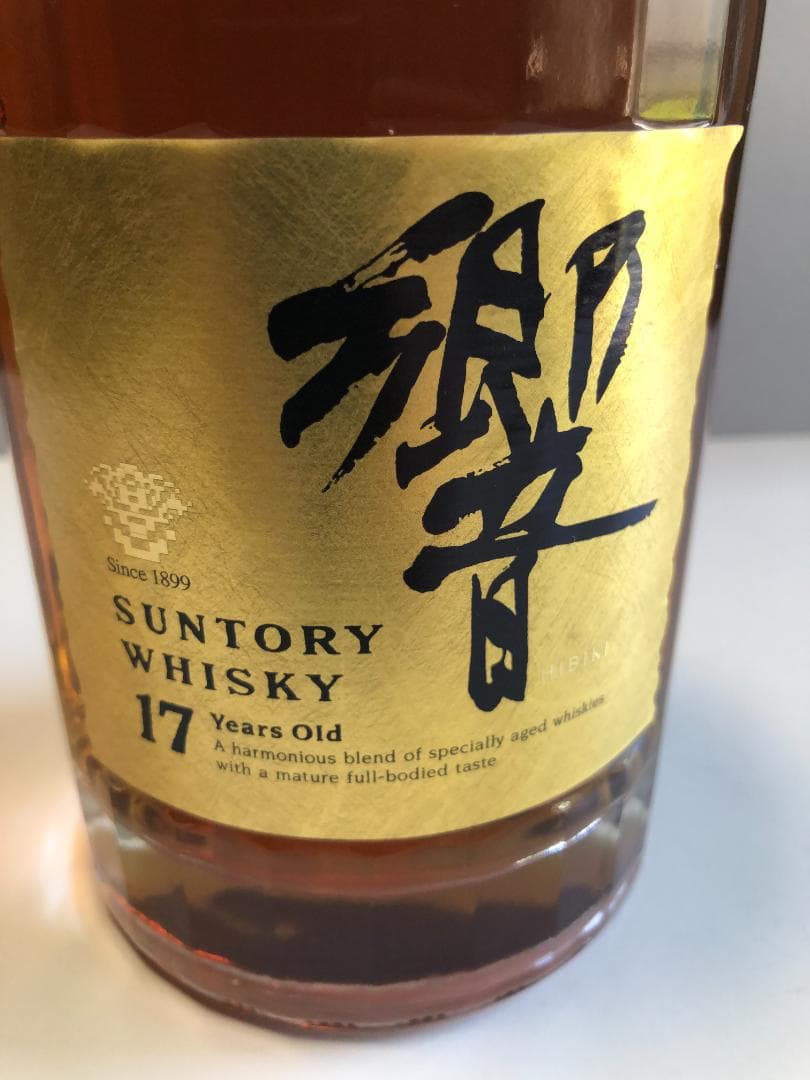 響
HIBIKI
Since 1899
SUNTORY
WHISKY
17 Years Old
A harmonious blend of specially aged whiskies
with a mature full-bodied taste